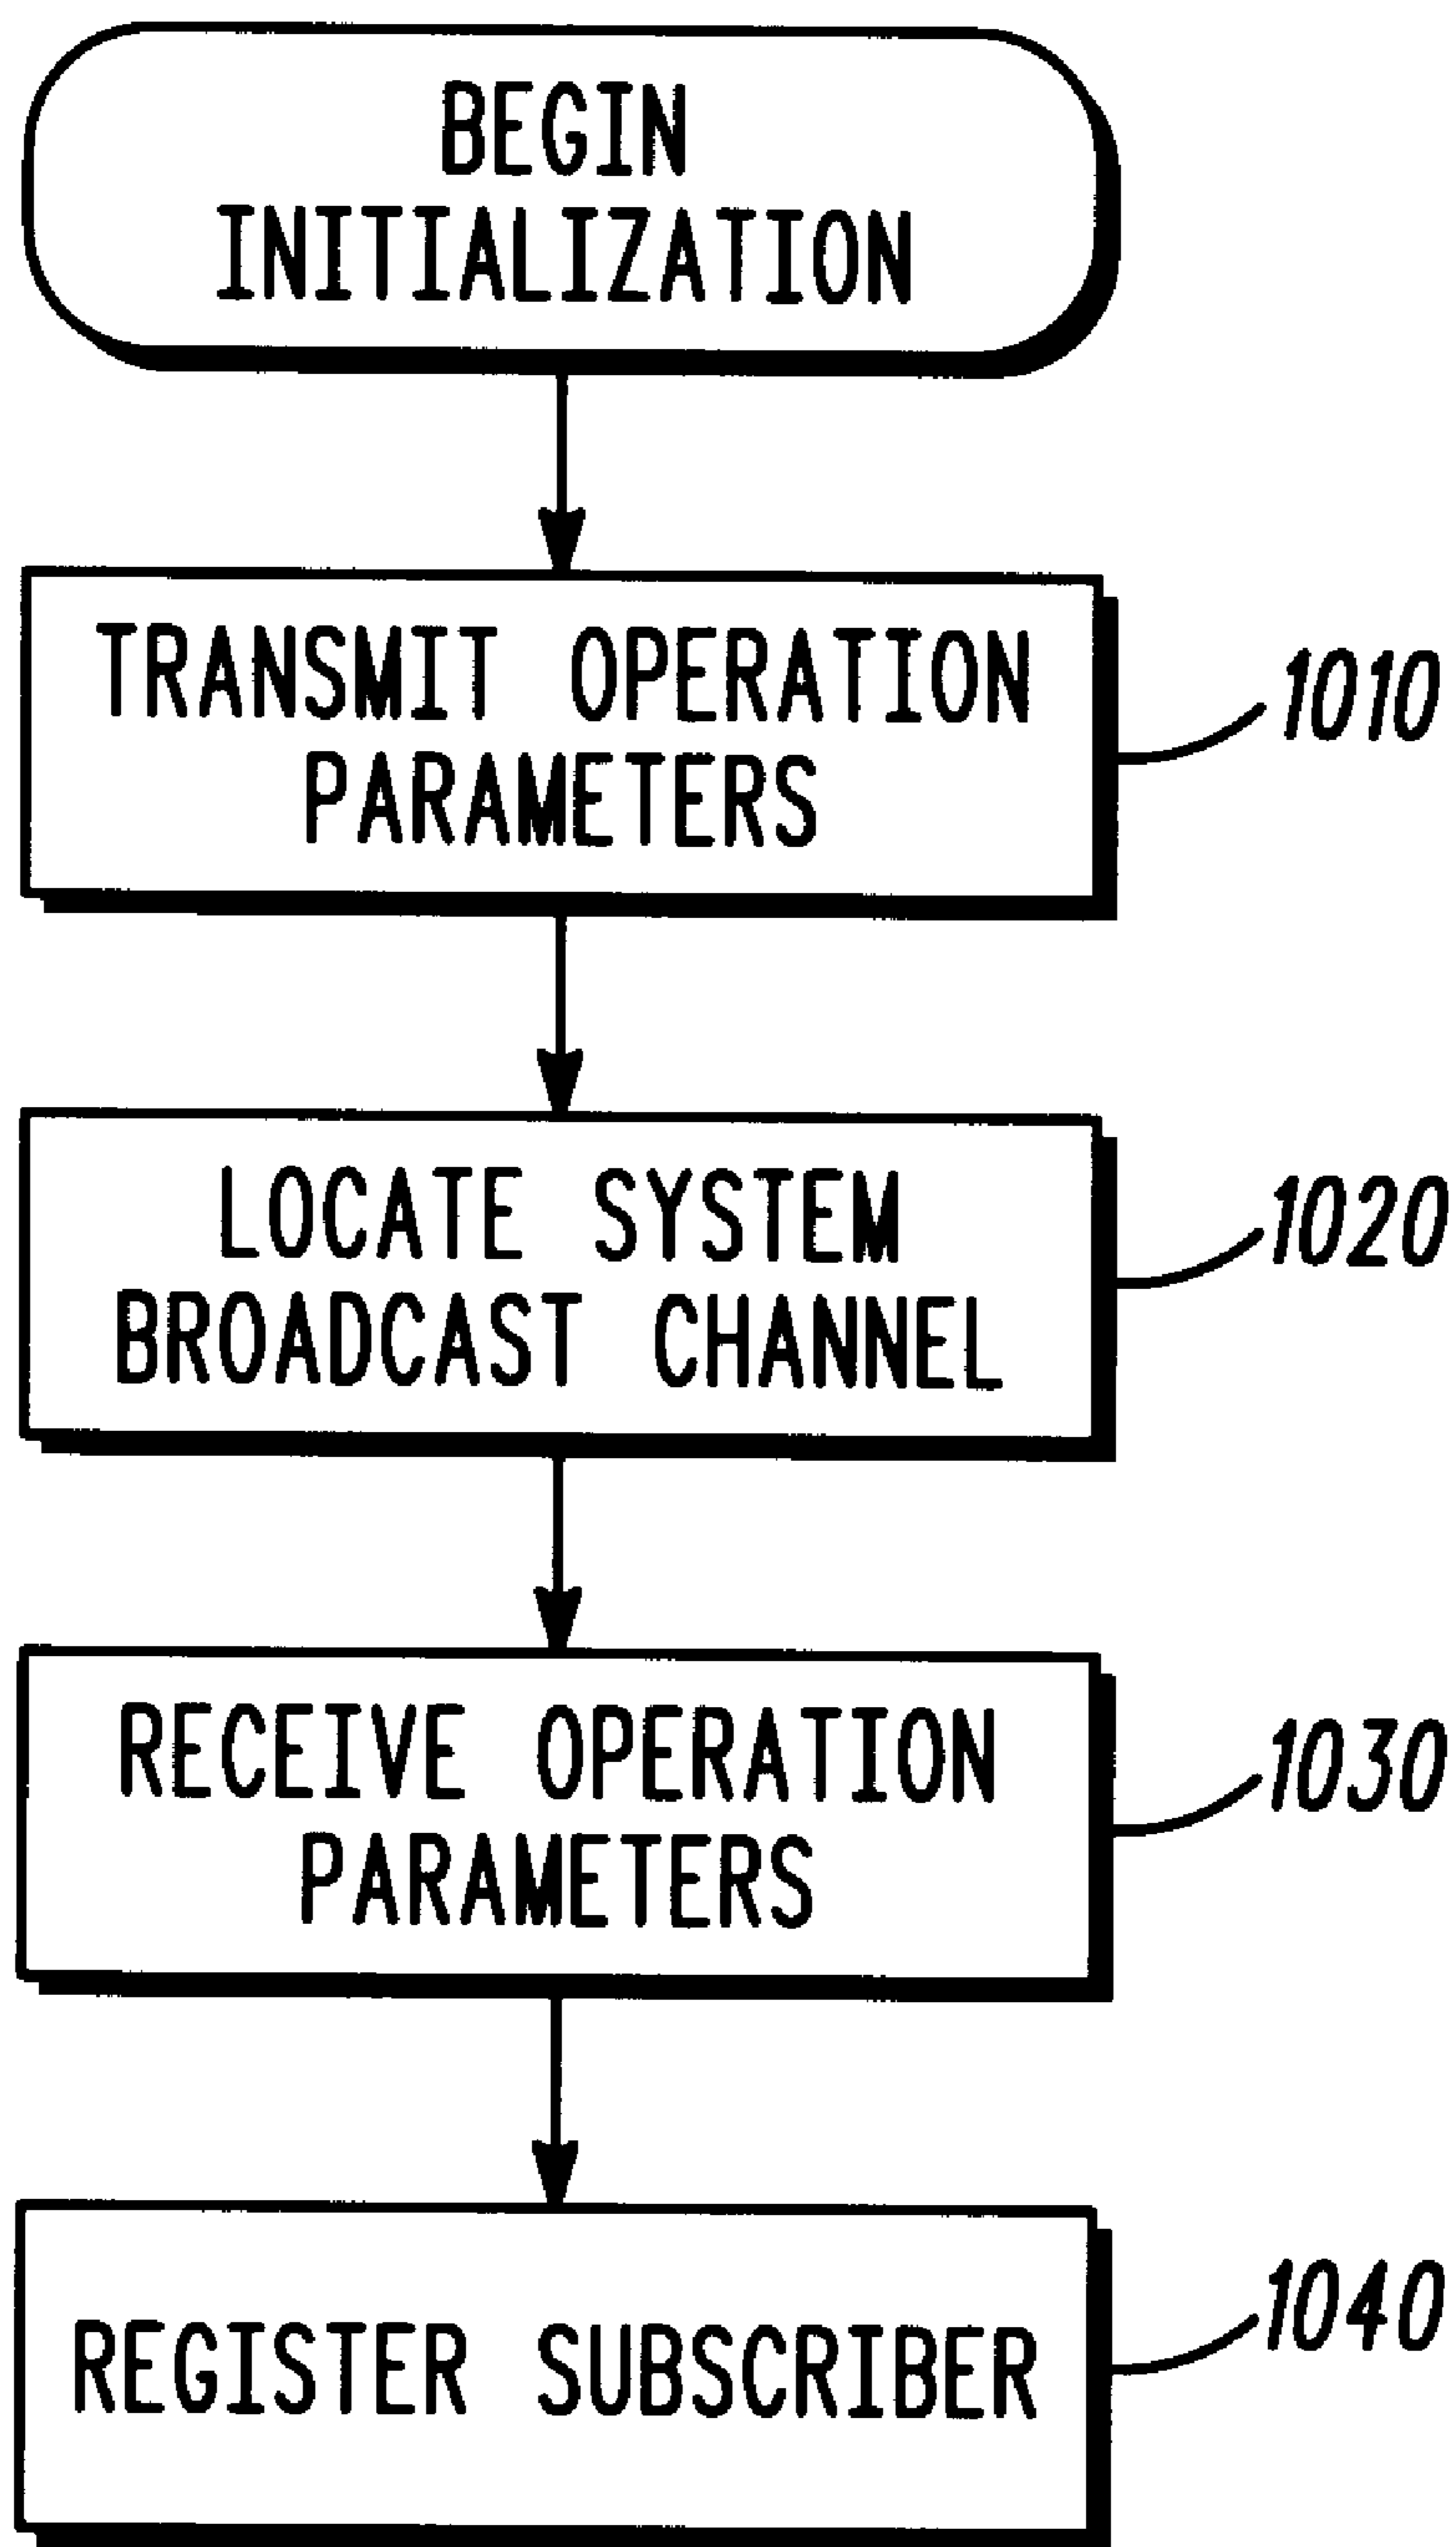 BEGIN
INITIALIZATION
TRANSMIT OPERATION
PARAMETERS
1010
LOCATE SYSTEM
BROADCAST CHANNEL
1020
RECEIVE OPERATION
PARAMETERS
1030
REGISTER SUBSCRIBER
1040